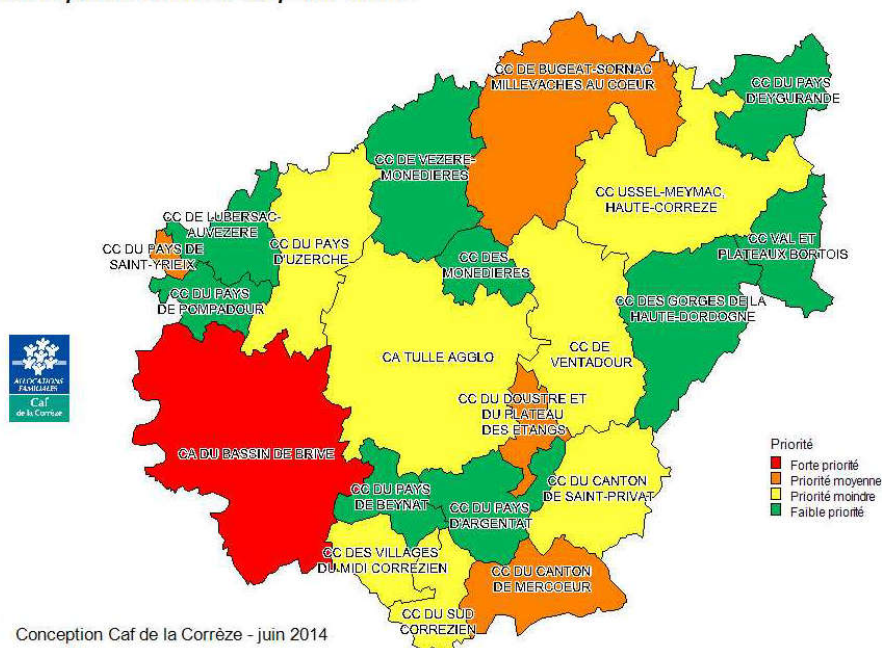 CC DE BUGEAT-SORNAC
MILLEVACHES AU COEUR
CC DU PAYS
D'EYGURANDE
CC DE VEZERE-
MONEDIERES
CC USSEL-MEYMAC,
HAUTE-CORREZE
CC DE LUBERSAC-
AUVEZERE
CC DU PAYS DE
SAINT-YRIEIX
CC DU PAYS
D'UZERCHE
CC DES
MONEDIERES
CC VAL ET
PLATEAUX BORTOIS
CC DU PAYS
DE POMPADOUR
CC DES GORGES DE LA
HAUTE-DORDOGNE
CA TULLE AGGLO
CC DE
VENTADOUR
ALLOCATIONS
FAMILIALES
Caf
de la Corrèze
CC DU DOUSTRE ET
DU PLATEAU
DES ETANGS
CA DU BASSIN DE BRIVE
CC DU PAYS
DE BEYNAT
CC DU PAYS
D'ARGENTAT
CC DU CANTON
DE SAINT-PRIVAT
CC DES VILLAGES
DU MIDI CORREZIEN
CC DU CANTON
DE MERCOEUR
CC DU SUD
CORREZIEN
Priorité
Forte priorité
Priorité moyenne
Priorité moindre
Faible priorité
Conception Caf de la Corrèze - juin 2014